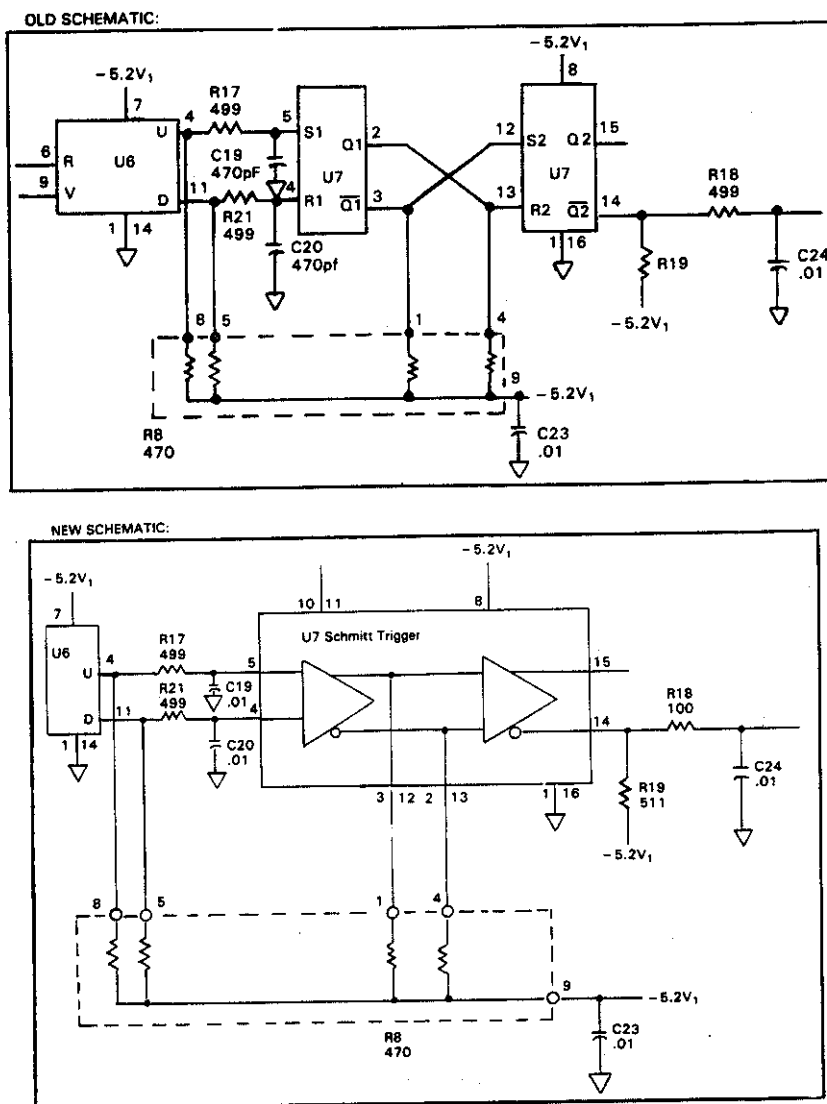 OLD SCHEMATIC:
−5.2V₁
7
4
R17
499
5
6
R
U
U6
9
V
D
11
C19
470pF
4
R21
499
1
14
C20
470pf
S1
Q1
2
U7
R1
Q̅1̅
3
−5.2V₁
8
12
S2
Q2
15
U7
13
R2
Q̅2̅
14
1
16
R18
499
R19
−5.2V₁
C24
.01
8
5
1
4
9
−5.2V₁
R8
470
C23
.01
NEW SCHEMATIC:
−5.2V₁
7
U6
4
U
D
11
1
14
R17
499
R21
499
C19
.01
C20
.01
5
4
10
11
−5.2V₁
8
U7 Schmitt Trigger
15
14
3
12
2
13
1
16
R18
100
R19
511
−5.2V₁
C24
.01
8
5
1
4
9
−5.2V₁
R8
470
C23
.01